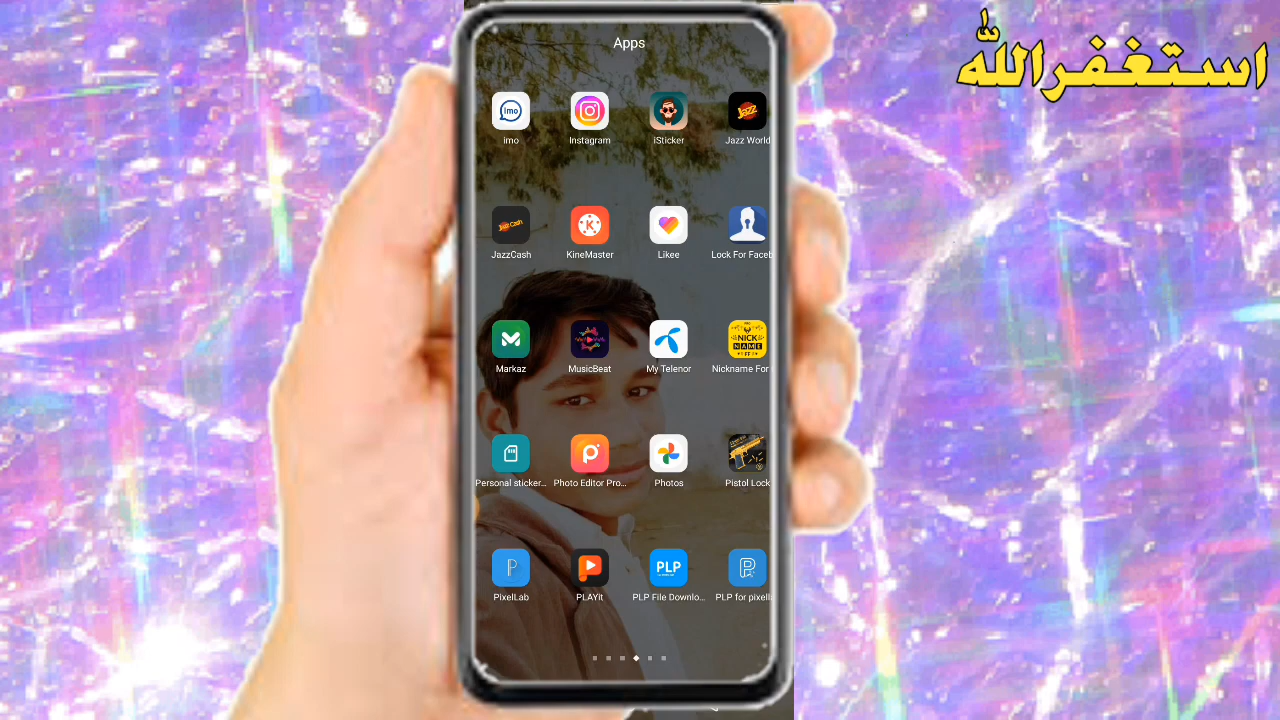 Apps
استغفرالله
imo Instagram iSticker Jazz World
JazzCash KineMaster Likee Lock For Faceb
Markaz MusicBeat My Telenor Nickname For
Personal sticker... Photo Editor Pro... Photos Pistol Lock
PixelLab PLAYit PLP File Downlo... PLP for pixell